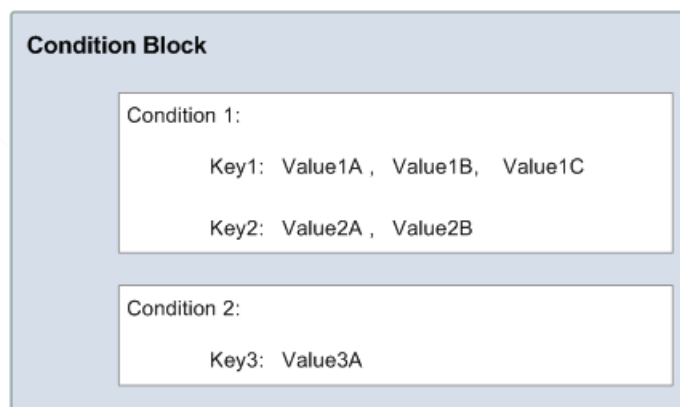 Condition Block
Condition 1:
Key1: Value1A , Value1B, Value1C
Key2: Value2A , Value2B
Condition 2:
Key3: Value3A